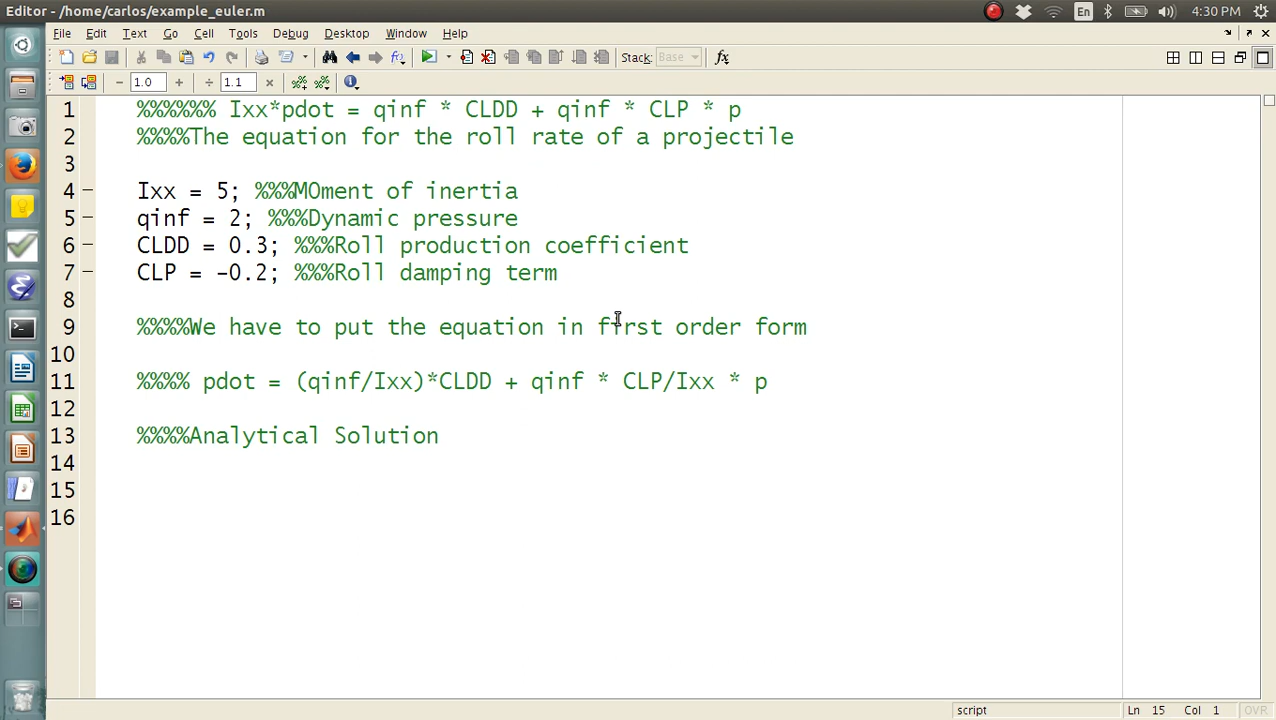 Editor - /home/carlos/example_euler.m
En
4:30 PM
File Edit Text Go Cell Tools Debug Desktop Window Help
Stack: Base
fx
− 1.0 + ÷ 1.1 ×
1 %%%%%% Ixx*pdot = qinf * CLDD + qinf * CLP * p
2 %%%%The equation for the roll rate of a projectile
3
4 Ixx = 5; %%%MOment of inertia
5 qinf = 2; %%%Dynamic pressure
6 CLDD = 0.3; %%%Roll production coefficient
7 CLP = -0.2; %%%Roll damping term
8
9 %%%%We have to put the equation in first order form
10
11 %%%% pdot = (qinf/Ixx)*CLDD + qinf * CLP/Ixx * p
12
13 %%%%Analytical Solution
14
15
16
script Ln 15 Col 1 OVR